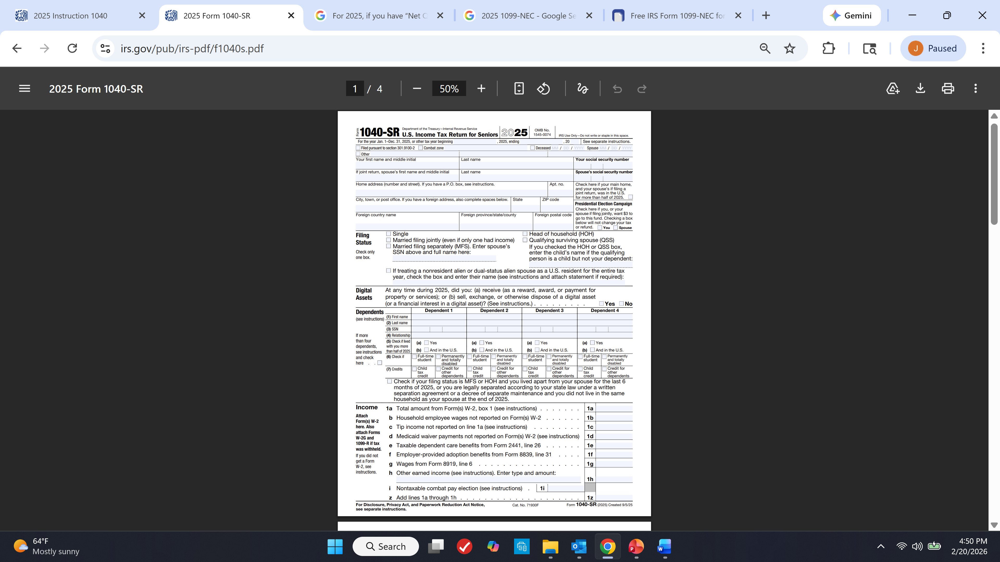 2025 Instruction 1040
2025 Form 1040-SR
For 2025, if you have "Net
2025 1099-NEC - Google Se
Free IRS Form 1099-NEC for
Gemini
irs.gov/pub/irs-pdf/f1040s.pdf
J
Paused
2025 Form 1040-SR
1 / 4
50%
Form 1040-SR
Department of the Treasury—Internal Revenue Service
U.S. Income Tax Return for Seniors
2025
OMB No.
1545-0074
IRS Use Only—Do not write or staple in this space.
For the year Jan. 1–Dec. 31, 2025, or other tax year beginning , 2025, ending , 20
See separate instructions.
Filed pursuant to section 301.9100-2 Combat zone Deceased MM / DD / YYYY Spouse MM / DD / YYYY
Other
Your first name and middle initial Last name Your social security number
If joint return, spouse's first name and middle initial Last name Spouse's social security number
Home address (number and street). If you have a P.O. box, see instructions. Apt. no.
Check here if your main home,
and your spouse's if filing a
joint return, was in the U.S.
for more than half of 2025.
City, town, or post office. If you have a foreign address, also complete spaces below. State ZIP code
Foreign country name Foreign province/state/county Foreign postal code
Presidential Election Campaign
Check here if you, or your
spouse if filing jointly, want $3 to
go to this fund. Checking a box
below will not change your tax
or refund. You Spouse
Filing
Status
Check only
one box.
Single
Married filing jointly (even if only one had income)
Married filing separately (MFS). Enter spouse's
SSN above and full name here:
Head of household (HOH)
Qualifying surviving spouse (QSS)
If you checked the HOH or QSS box,
enter the child's name if the qualifying
person is a child but not your dependent:
If treating a nonresident alien or dual-status alien spouse as a U.S. resident for the entire tax
year, check the box and enter their name (see instructions and attach statement if required):
Digital
Assets
At any time during 2025, did you: (a) receive (as a reward, award, or payment for
property or services); or (b) sell, exchange, or otherwise dispose of a digital asset
(or a financial interest in a digital asset)? (See instructions.) . . . . . . . . . Yes No
Dependents
(see instructions)
If more
than four
dependents,
see instructions
and check
here . .
Dependent 1 Dependent 2 Dependent 3 Dependent 4
(1) First name
(2) Last name
(3) SSN
(4) Relationship
(5) Check if lived
with you more
than half of 2025
(a) Yes (a) Yes (a) Yes (a) Yes
(b) And in the U.S. (b) And in the U.S. (b) And in the U.S. (b) And in the U.S.
(6) Check if
Full-time student Permanently and totally disabled Full-time student Permanently and totally disabled Full-time student Permanently and totally disabled Full-time student Permanently and totally disabled
(7) Credits
Child tax credit Credit for other dependents Child tax credit Credit for other dependents Child tax credit Credit for other dependents Child tax credit Credit for other dependents
Check if your filing status is MFS or HOH and you lived apart from your spouse for the last 6
months of 2025, or you are legally separated according to your state law under a written
separation agreement or a decree of separate maintenance and you did not live in the same
household as your spouse at the end of 2025.
Income
Attach
Form(s) W-2
here. Also
attach Forms
W-2G and
1099-R if tax
was withheld.
If you did not
get a Form
W-2, see
instructions.
1a Total amount from Form(s) W-2, box 1 (see instructions) . . . . . . . 1a
b Household employee wages not reported on Form(s) W-2 . . . . . . 1b
c Tip income not reported on line 1a (see instructions) . . . . . . . . 1c
d Medicaid waiver payments not reported on Form(s) W-2 (see instructions) 1d
e Taxable dependent care benefits from Form 2441, line 26 . . . . . . 1e
f Employer-provided adoption benefits from Form 8839, line 31 . . . . 1f
g Wages from Form 8919, line 6 . . . . . . . . . . . . . . . . . 1g
h Other earned income (see instructions). Enter type and amount:
1h
i Nontaxable combat pay election (see instructions) . 1i
z Add lines 1a through 1h . . . . . . . . . . . . . . . . . . . . 1z
For Disclosure, Privacy Act, and Paperwork Reduction Act Notice,
see separate instructions.
Cat. No. 71930F
Form 1040-SR (2025) Created 9/5/25
64°F
Mostly sunny
Search
4:50 PM
2/20/2026